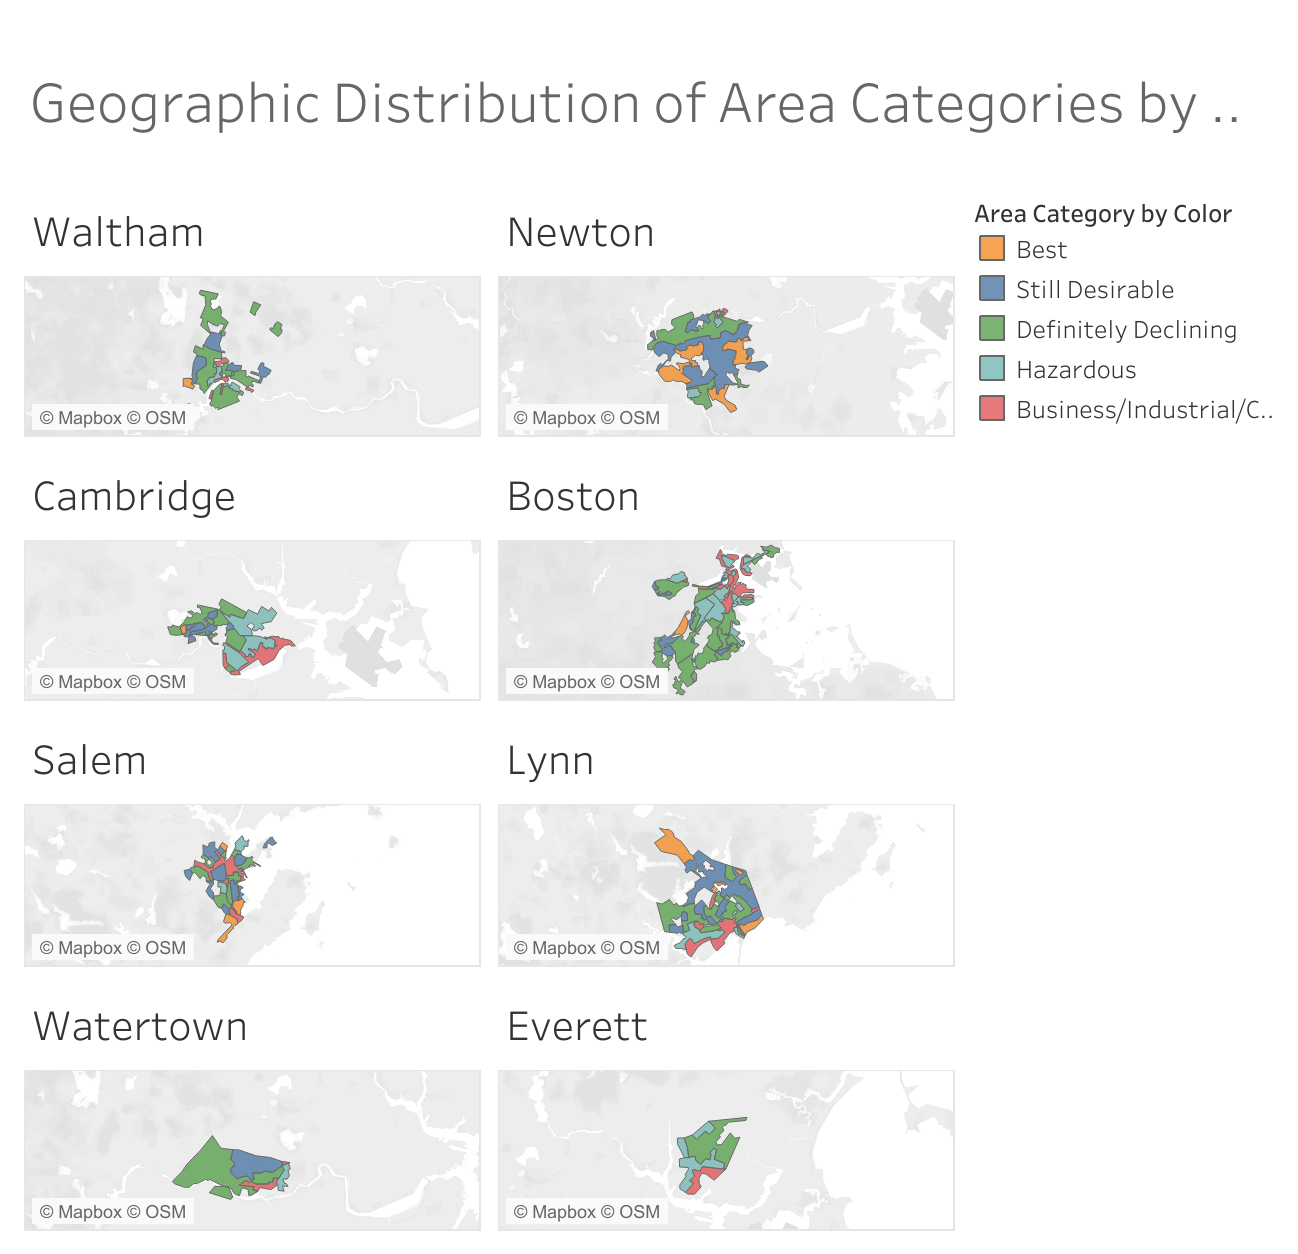 Geographic Distribution of Area Categories by ..
Waltham
Newton
Area Category by Color
Best
Still Desirable
Definitely Declining
Hazardous
Business/Industrial/C..
© Mapbox © OSM
© Mapbox © OSM
Cambridge
Boston
© Mapbox © OSM
© Mapbox © OSM
Salem
Lynn
© Mapbox © OSM
© Mapbox © OSM
Watertown
Everett
© Mapbox © OSM
© Mapbox © OSM